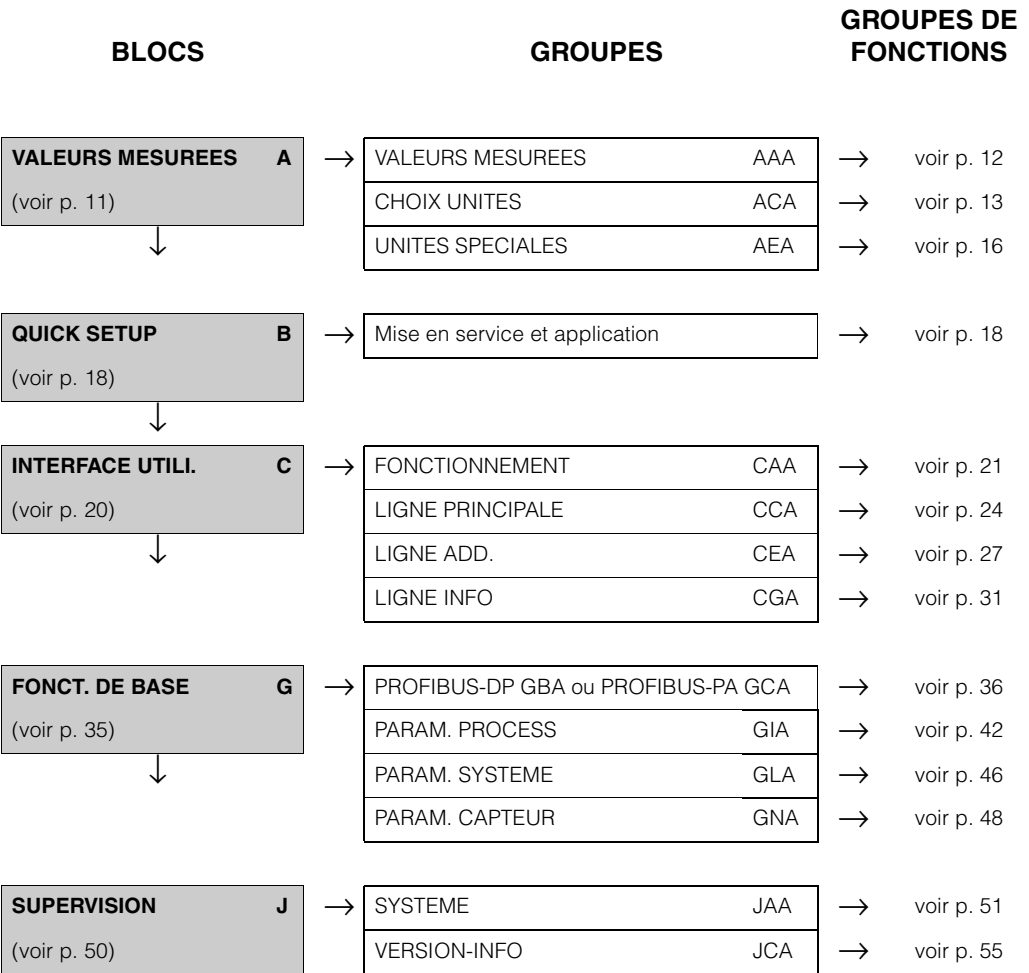 BLOCS GROUPES GROUPES DE FONCTIONS
VALEURS MESUREES A → VALEURS MESUREES AAA → voir p. 12
(voir p. 11) CHOIX UNITES ACA → voir p. 13
↓ UNITES SPECIALES AEA → voir p. 16
QUICK SETUP B → Mise en service et application → voir p. 18
(voir p. 18)
↓
INTERFACE UTILI. C → FONCTIONNEMENT CAA → voir p. 21
(voir p. 20) LIGNE PRINCIPALE CCA → voir p. 24
↓ LIGNE ADD. CEA → voir p. 27
LIGNE INFO CGA → voir p. 31
FONCT. DE BASE G → PROFIBUS-DP GBA ou PROFIBUS-PA GCA → voir p. 36
(voir p. 35) PARAM. PROCESS GIA → voir p. 42
↓ PARAM. SYSTEME GLA → voir p. 46
PARAM. CAPTEUR GNA → voir p. 48
SUPERVISION J → SYSTEME JAA → voir p. 51
(voir p. 50) VERSION-INFO JCA → voir p. 55